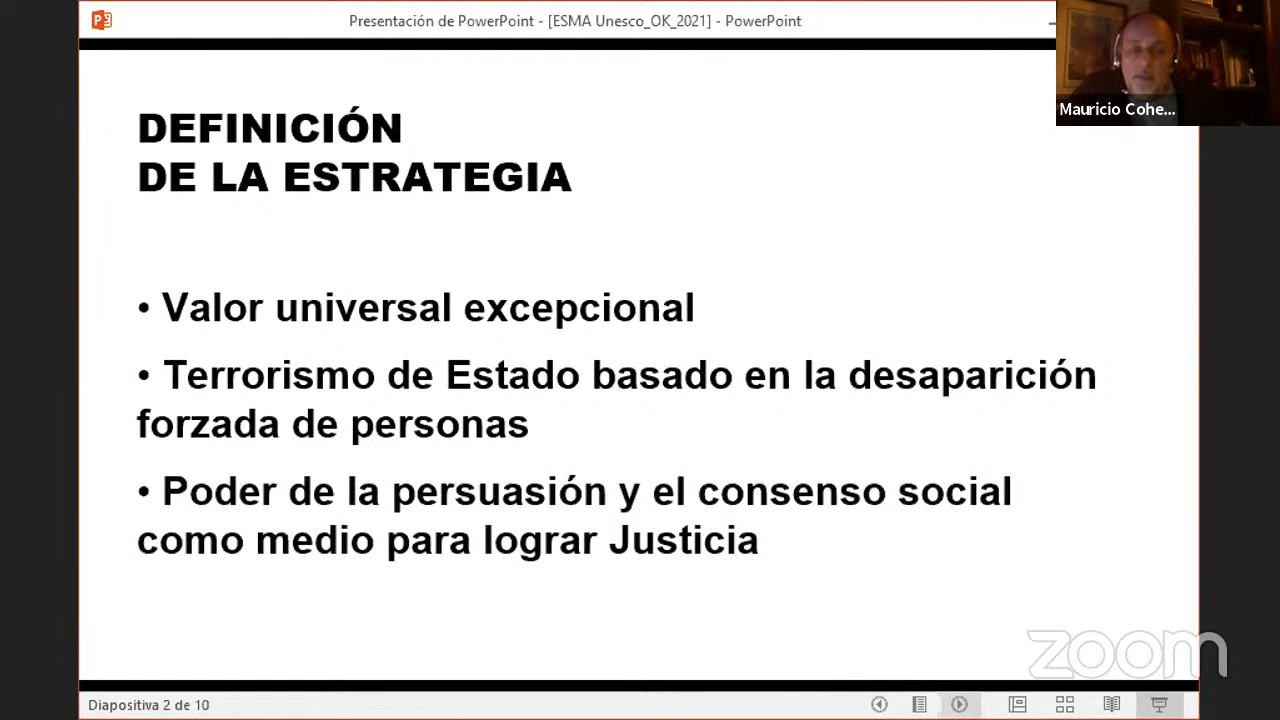 Presentación de PowerPoint - [ESMA Unesco_OK_2021] - PowerPoint
Mauricio Cohe...
DEFINICIÓN
DE LA ESTRATEGIA
• Valor universal excepcional
• Terrorismo de Estado basado en la desaparición
forzada de personas
• Poder de la persuasión y el consenso social
como medio para lograr Justicia
zoom
Diapositiva 2 de 10